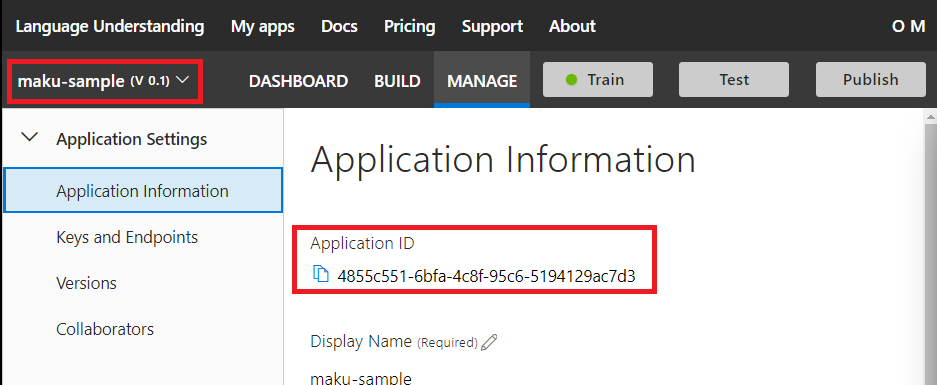 Language Understanding My apps Docs Pricing Support About O M
maku-sample (V 0.1) DASHBOARD BUILD MANAGE Train Test Publish
Application Settings
Application Information
Keys and Endpoints
Versions
Collaborators
Application Information
Application ID
4855c551-6bfa-4c8f-95c6-5194129ac7d3
Display Name (Required)
maku-sample